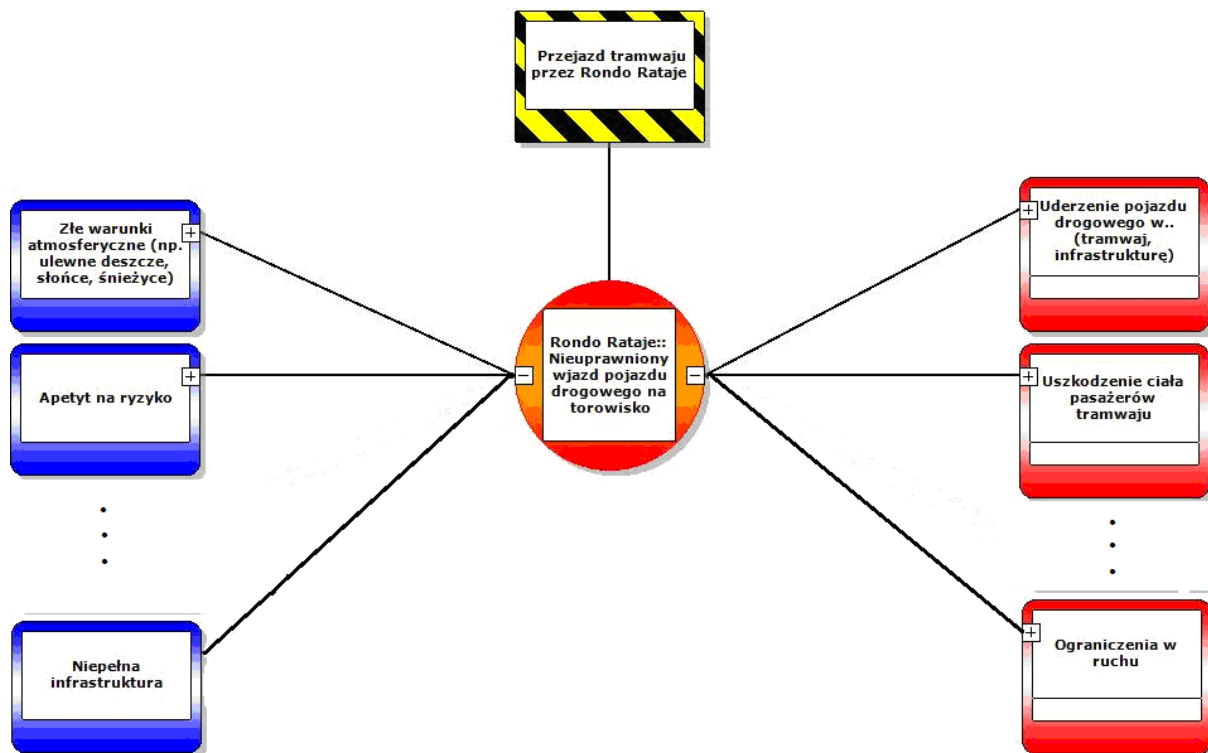 Przejazd tramwaju
przez Rondo Rataje
Złe warunki
atmosferyczne (np.
ulewne deszcze,
słońce, śnieżyce)
Apetyt na ryzyko
Niepełna
infrastruktura
Rondo Rataje::
Nieuprawniony
wjazd pojazdu
drogowego na
torowisko
Uderzenie pojazdu
drogowego w..
(tramwaj,
infrastrukturę)
Uszkodzenie ciała
pasażerów
tramwaju
Ograniczenia w
ruchu